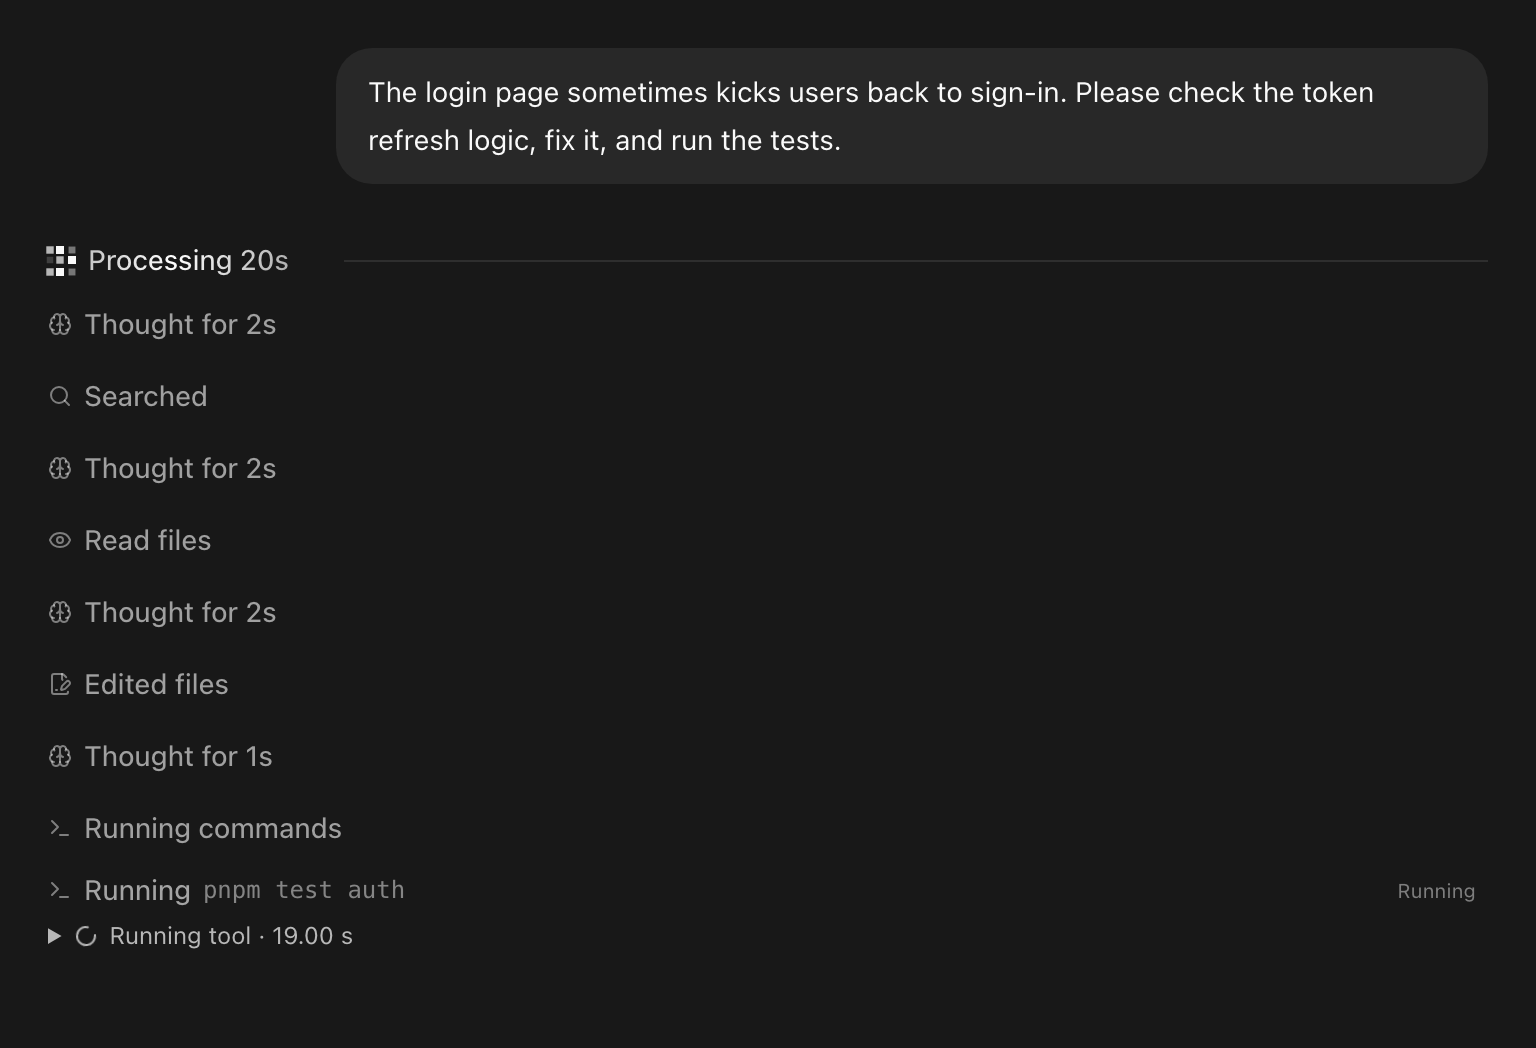 The login page sometimes kicks users back to sign-in. Please check the token
refresh logic, fix it, and run the tests.
Processing 20s
Thought for 2s
Searched
Thought for 2s
Read files
Thought for 2s
Edited files
Thought for 1s
Running commands
Running pnpm test auth Running
Running tool · 19.00 s